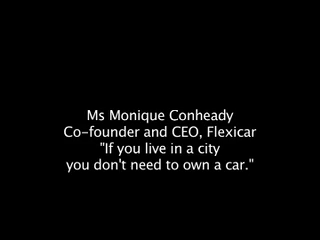 Ms Monique Conheady
Co-founder and CEO, Flexicar
"If you live in a city
you don't need to own a car."